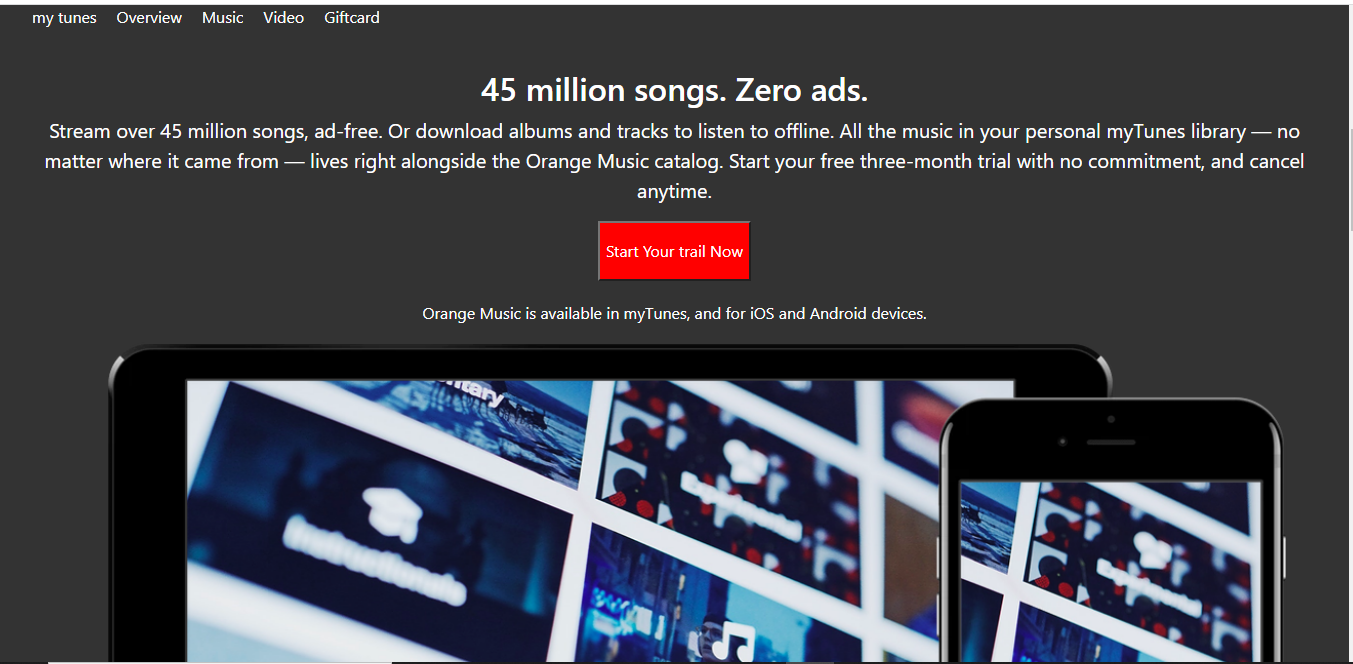 my tunes Overview Music Video Giftcard
45 million songs. Zero ads.
Stream over 45 million songs, ad-free. Or download albums and tracks to listen to offline. All the music in your personal myTunes library — no
matter where it came from — lives right alongside the Orange Music catalog. Start your free three-month trial with no commitment, and cancel
anytime.
Start Your trail Now
Orange Music is available in myTunes, and for iOS and Android devices.